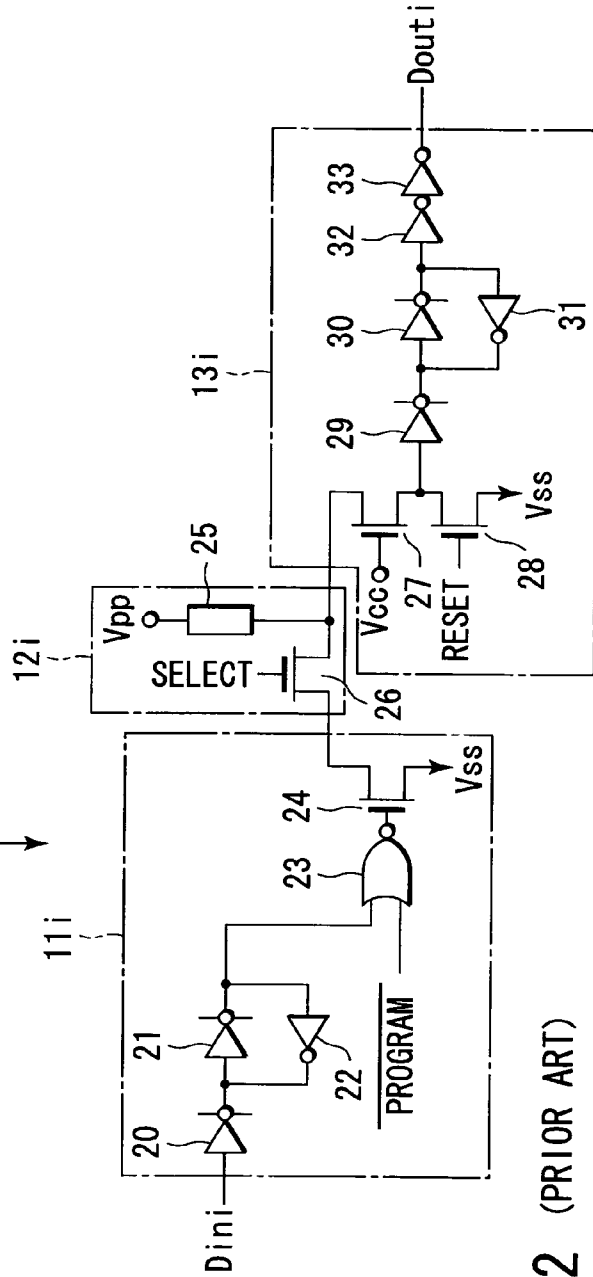 11i
12i
13i
Vpp
25
SELECT
26
Dini
20
21
22
23
24
PROGRAM
Vss
Vcc
27
RESET
28
Vss
29
30
31
32
33
Douti
2 (PRIOR ART)